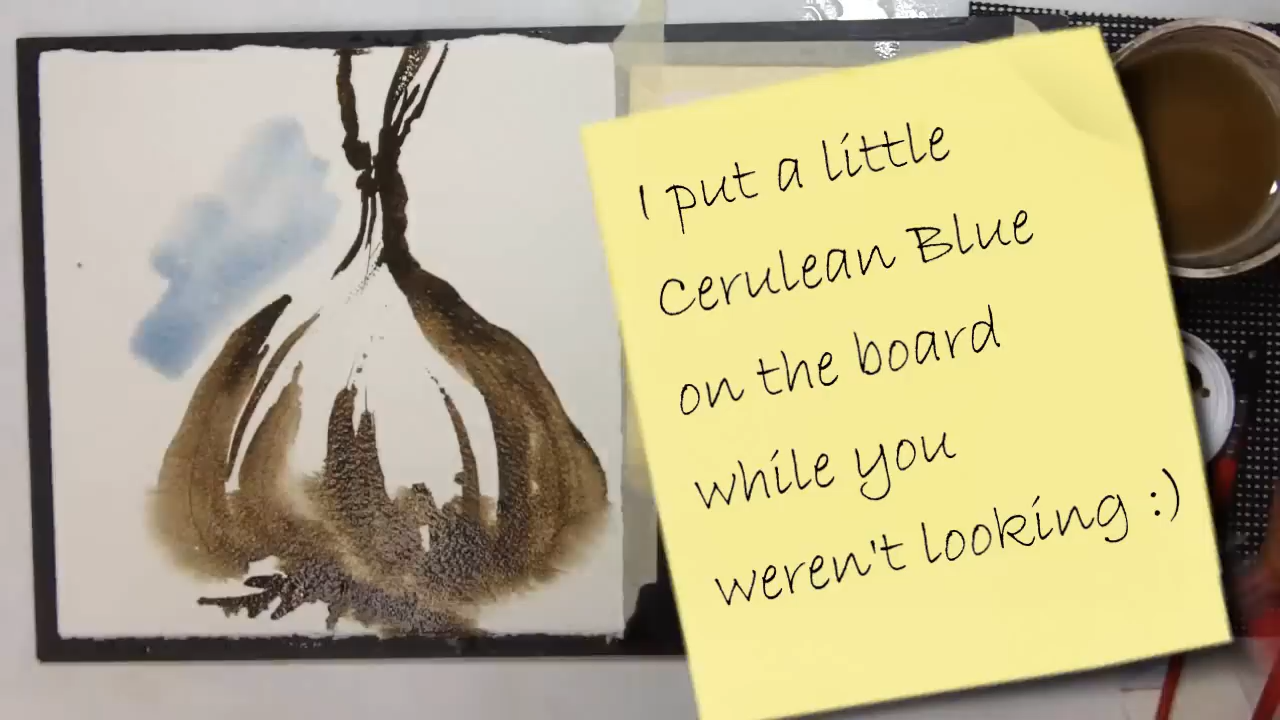 I put a little
Cerulean Blue
on the board
while you
weren't looking :)